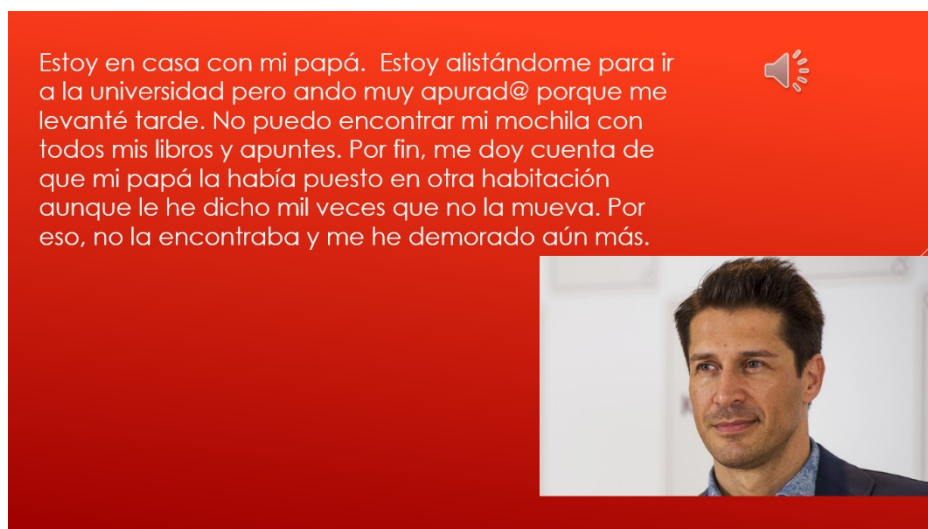 Estoy en casa con mi papá.  Estoy alistándome para ir
a la universidad pero ando muy apurad@ porque me
levanté tarde. No puedo encontrar mi mochila con
todos mis libros y apuntes. Por fin, me doy cuenta de
que mi papá la había puesto en otra habitación
aunque le he dicho mil veces que no la mueva. Por
eso, no la encontraba y me he demorado aún más.